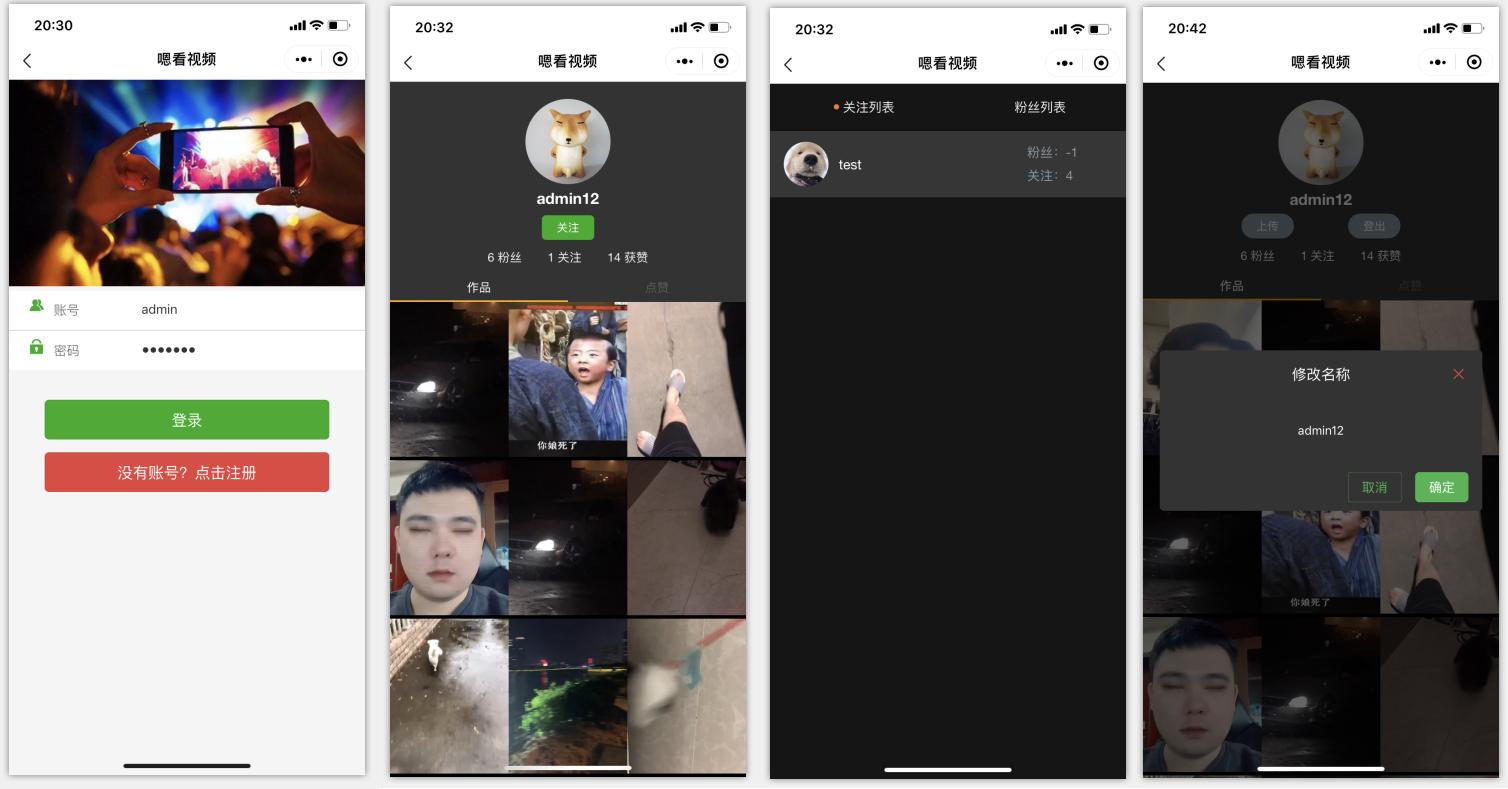 20:30
嗯看视频
账号 admin
密码 •••••••
登录
没有账号？点击注册
20:32
嗯看视频
admin12
关注
6 粉丝 1 关注 14 获赞
作品 点赞
你娘死了
20:32
嗯看视频
关注列表 粉丝列表
test
粉丝：-1
关注：4
20:42
嗯看视频
admin12
上传 登出
6 粉丝 1 关注 14 获赞
作品 点赞
修改名称
admin12
取消 确定
你娘死了